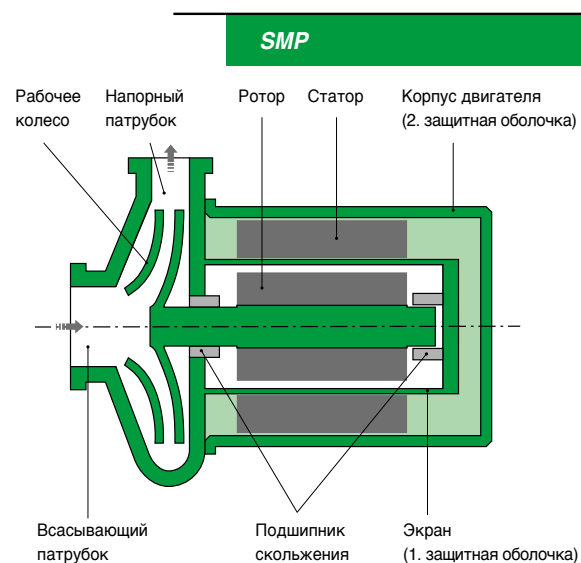 SMP
Рабочее
колесо
Напорный
патрубок
Ротор
Статор
Корпус двигателя
(2. защитная оболочка)
Всасывающий
патрубок
Подшипник
скольжения
Экран
(1. защитная оболочка)